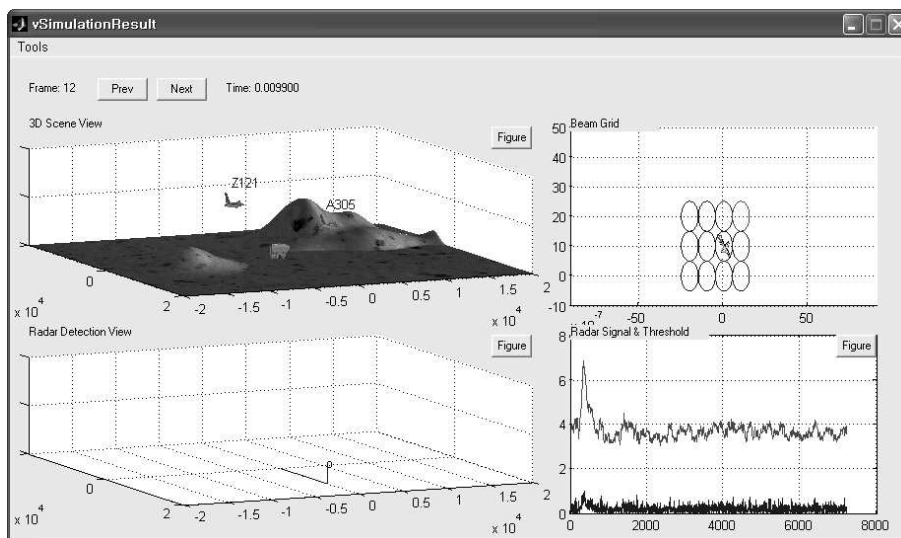 vSimulationResult
Tools
Frame: 12 Prev Next Time: 0.009900
3D Scene View
Figure
Z121
A305
0
2
x 10 4
-2 -1.5 -1 -0.5 0 0.5 1 1.5 2
x 10 4
Beam Grid
50
40
30
20
10
0
-10
-50 0 50
Radar Detection View
Figure
0
2
x 10 4
-2 -1.5 -1 -0.5 0 0.5 1 1.5 2
x 10 4
x 10 -7
Radar Signal & Threshold
Figure
8
6
4
2
0
0 2000 4000 6000 8000